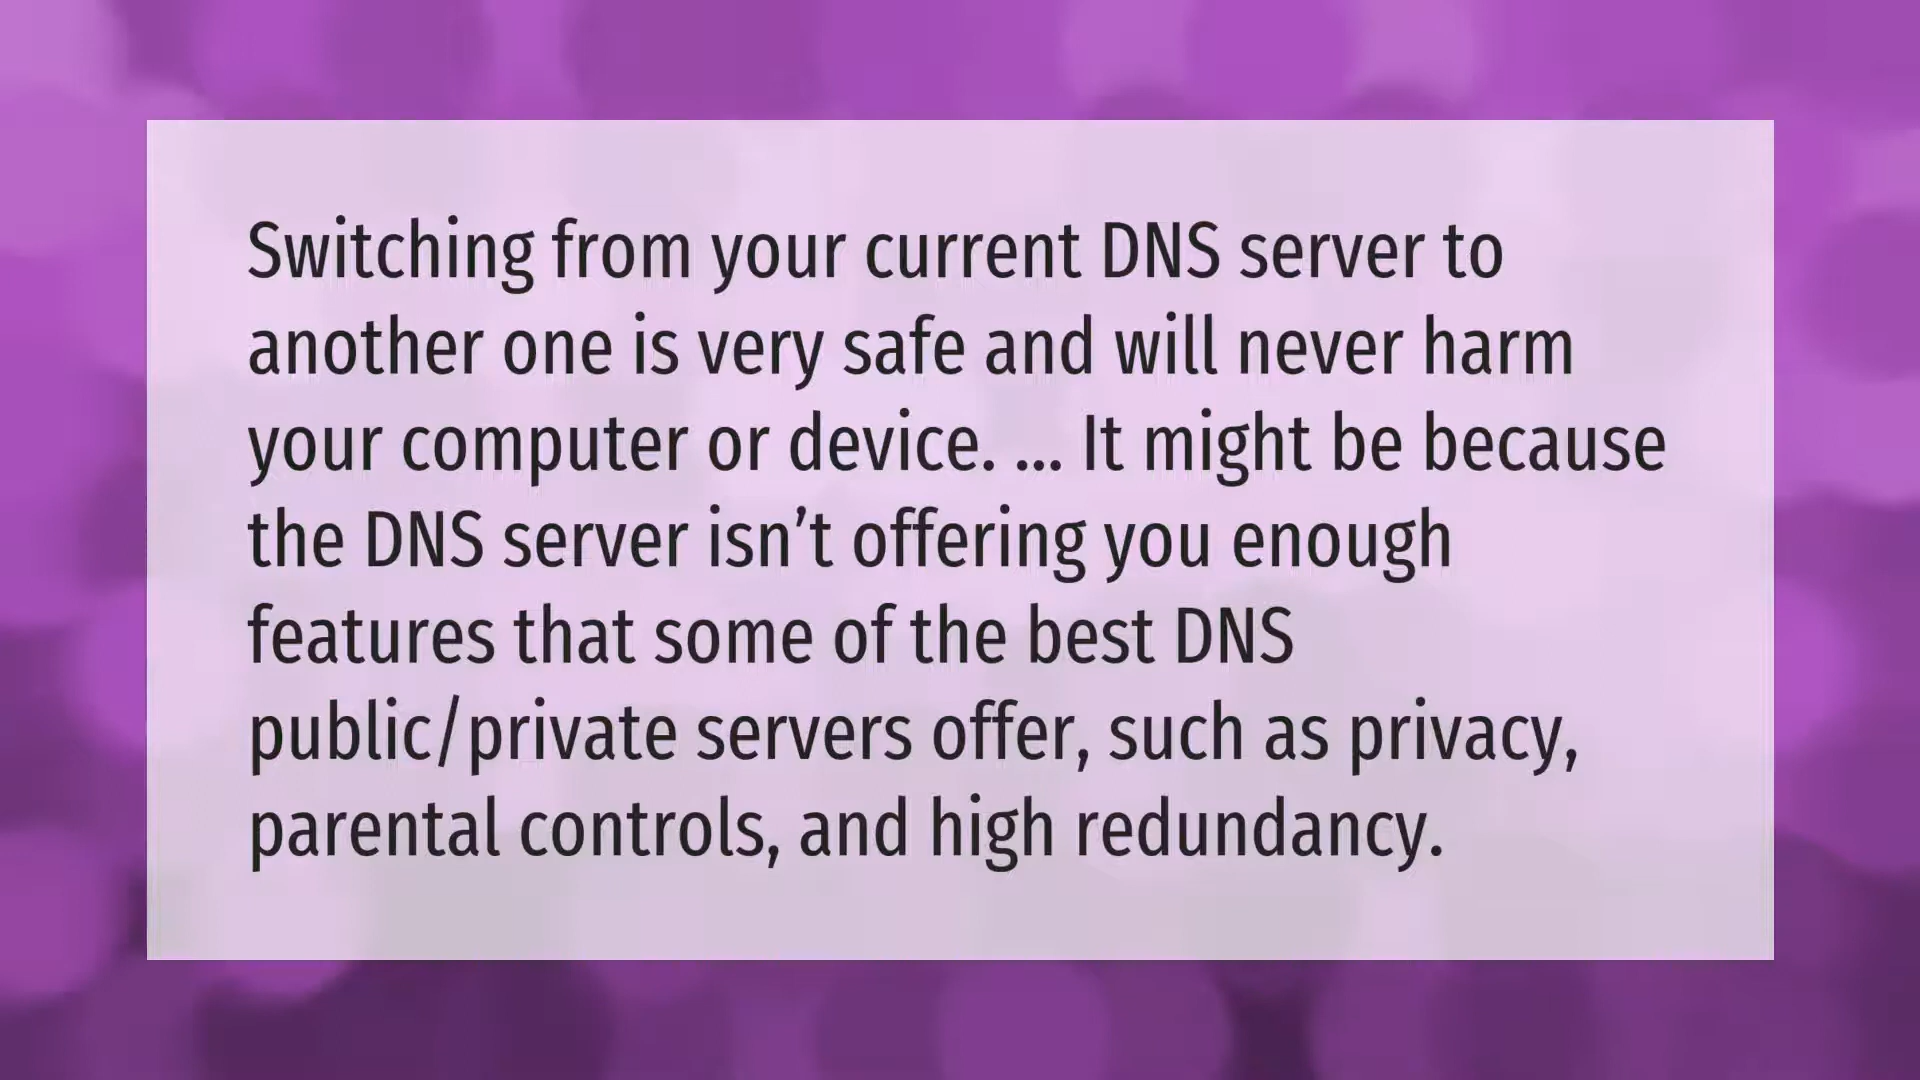 Switching from your current DNS server to
another one is very safe and will never harm
your computer or device. ... It might be because
the DNS server isn’t offering you enough
features that some of the best DNS
public/private servers offer, such as privacy,
parental controls, and high redundancy.